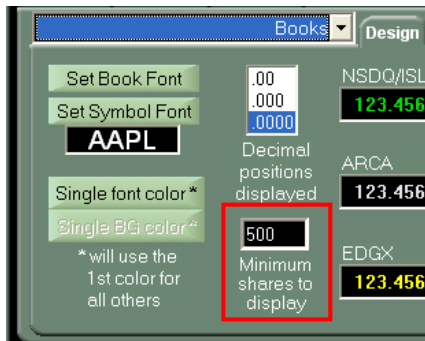 Books
Design
Set Book Font
Set Symbol Font
AAPL
Single font color *
Single BG color *
* will use the
1st color for
all others
.00
.000
.0000
Decimal
positions
displayed
500
Minimum
shares to
display
NSDQ/ISL
123.456
ARCA
123.456
EDGX
123.456